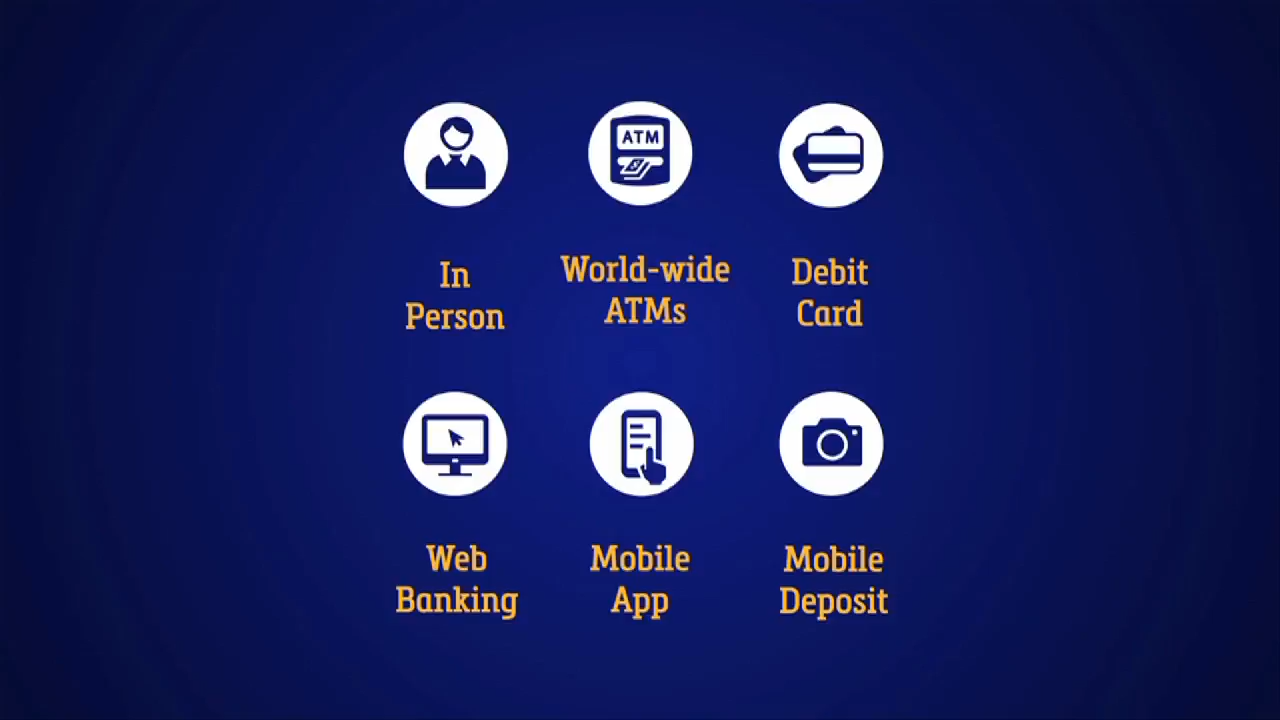 ATM
In
Person
World-wide
ATMs
Debit
Card
Web
Banking
Mobile
App
Mobile
Deposit